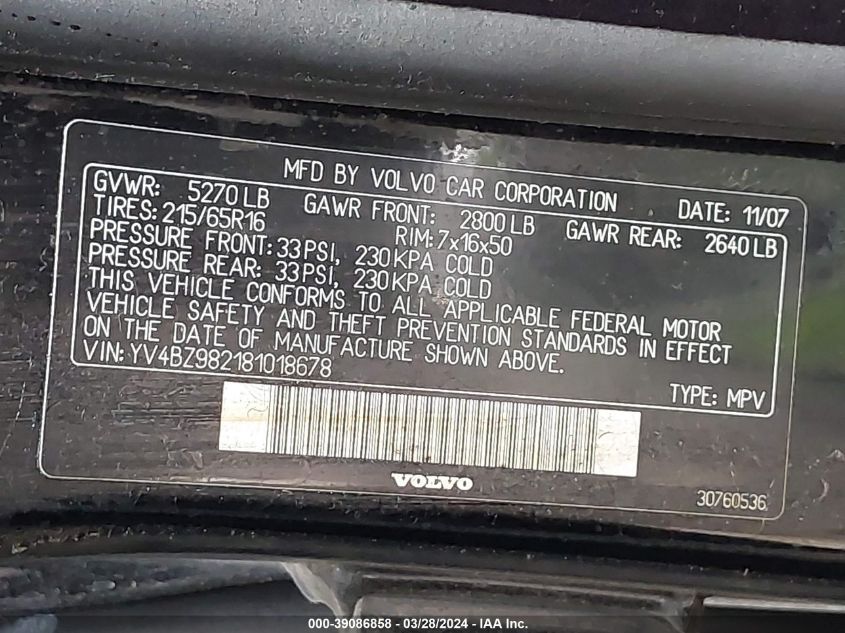 MFD BY VOLVO CAR CORPORATION DATE: 11/07
GVWR: 5270 LB GAWR FRONT: 2800 LB GAWR REAR: 2640 LB
TIRES: 215/65R16 RIM: 7x16x50
PRESSURE FRONT: 33 PSI, 230 KPA COLD
PRESSURE REAR: 33 PSI, 230 KPA COLD
THIS VEHICLE CONFORMS TO ALL APPLICABLE FEDERAL MOTOR
VEHICLE SAFETY AND THEFT PREVENTION STANDARDS IN EFFECT
ON THE DATE OF MANUFACTURE SHOWN ABOVE.
VIN: YV4BZ982181018678 TYPE: MPV
VOLVO
30760536
000-39086858 - 03/28/2024 - IAA Inc.